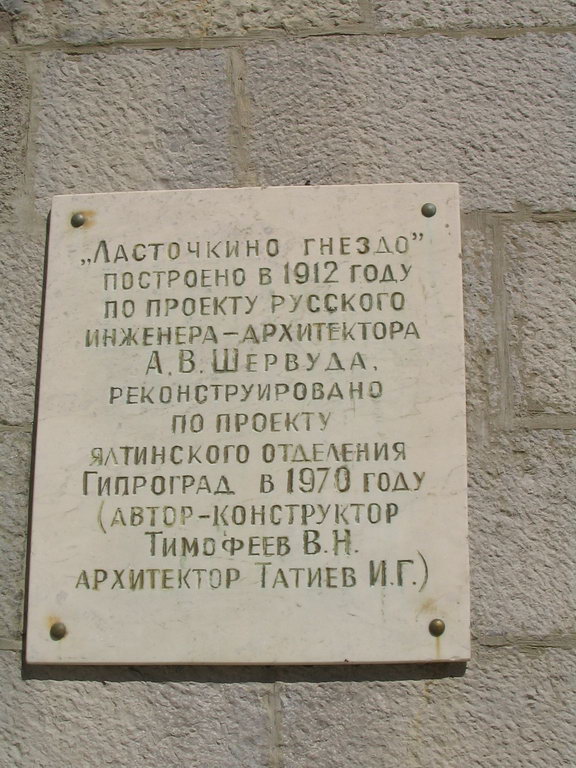 „Ласточкино гнездо”
построено в 1912 году
по проекту русского
инженера-архитектора
А.В.Шервуда,
реконструировано
по проекту
ялтинского отделения
Гипроград в 1970 году
(автор-конструктор
Тимофеев В.Н.
архитектор Татиев И.Г.)